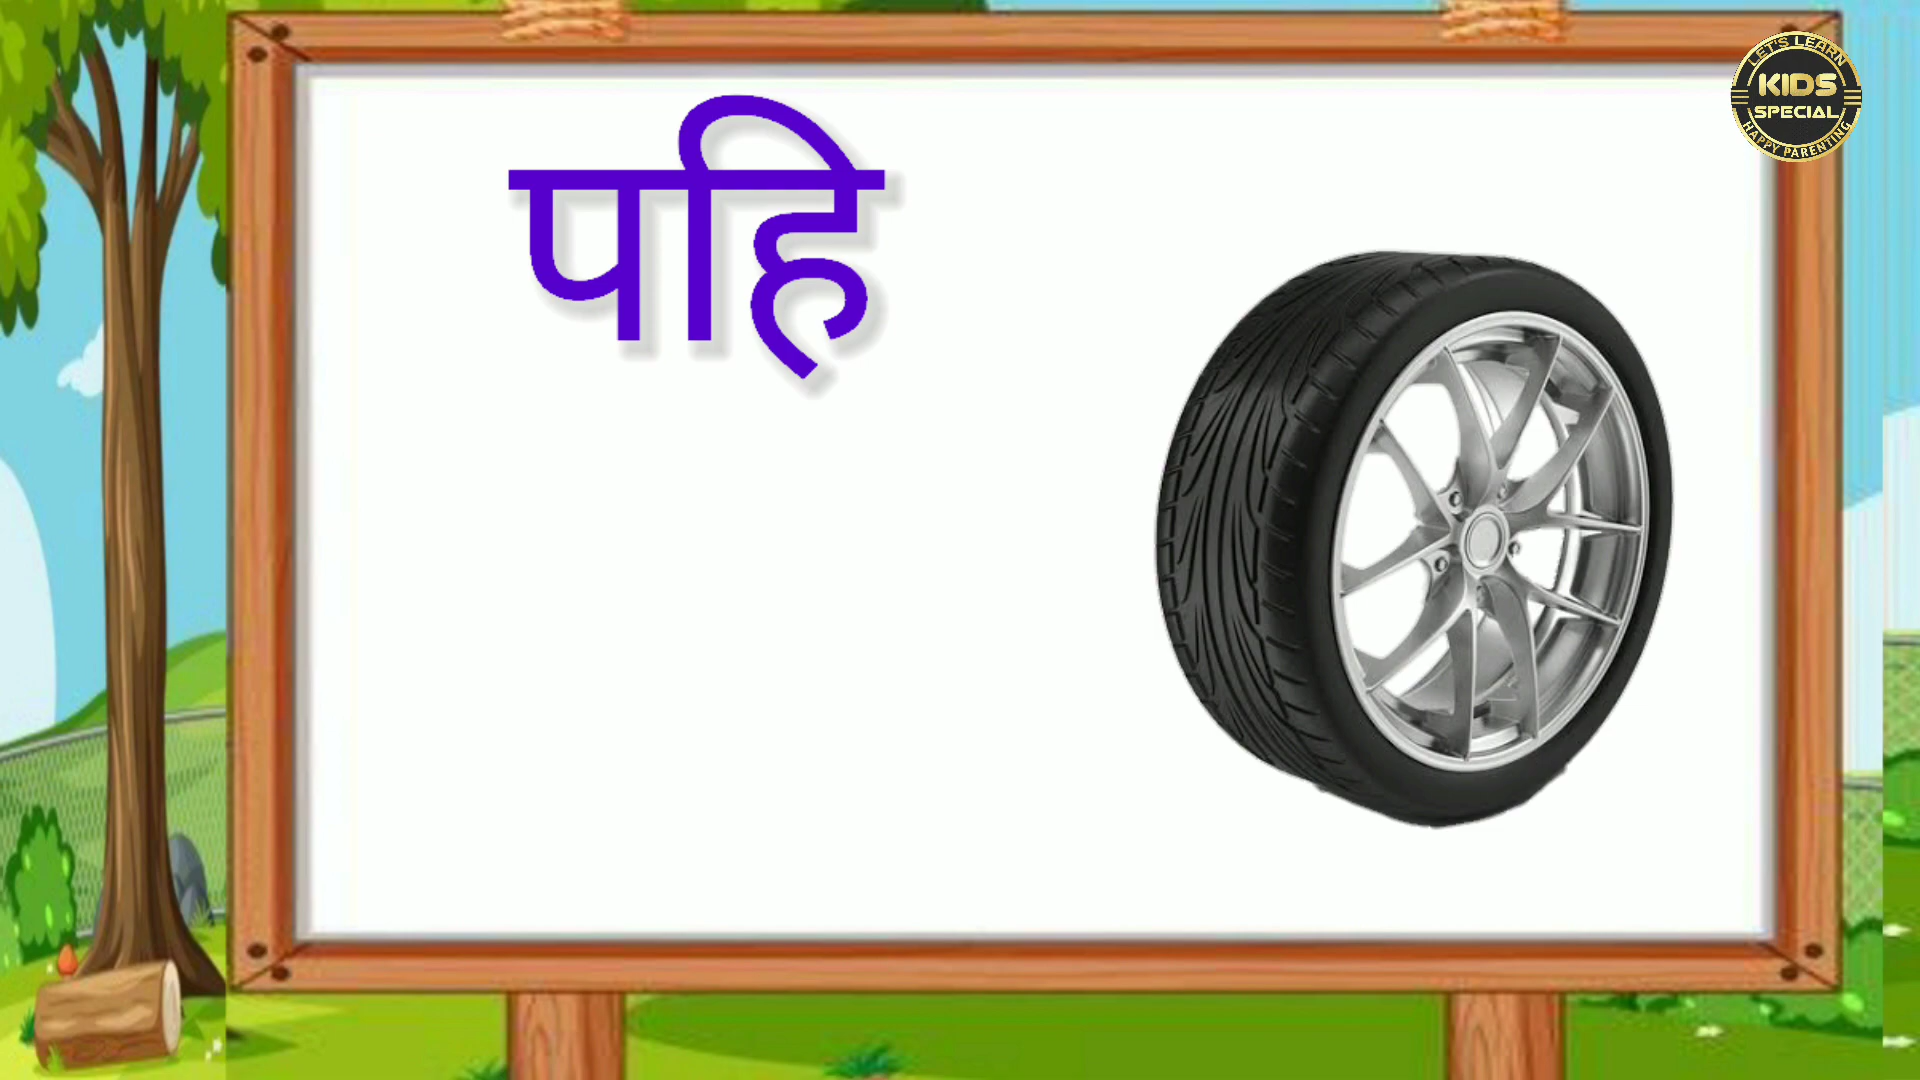 पहि
LET'S LEARN
KIDS
SPECIAL
HAPPY PARENTING